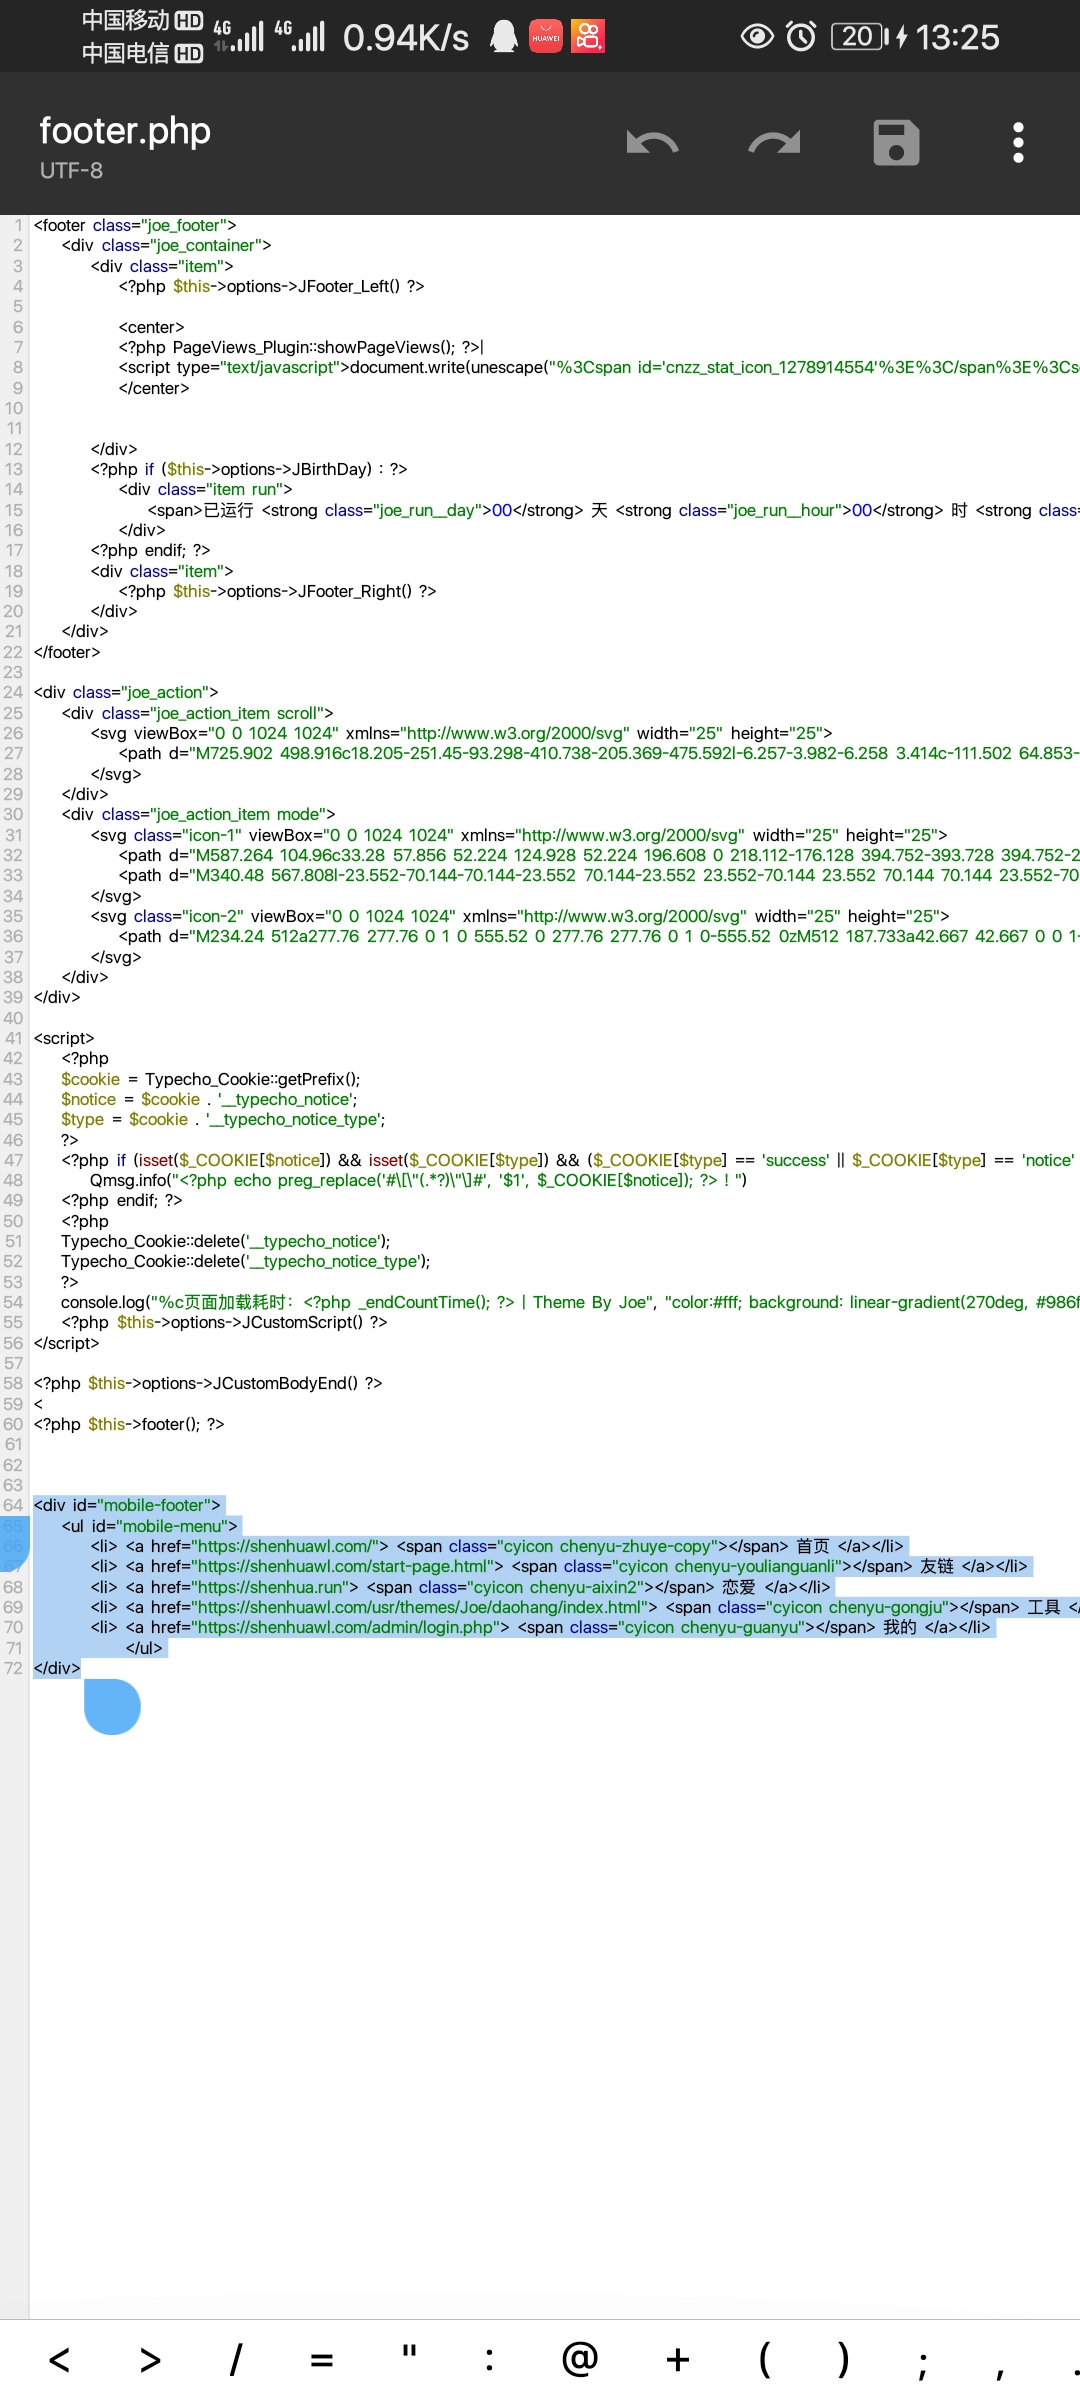 中国移动 HD
中国电信 HD
4G 4G 0.94K/s HUAWEI 20 13:25
footer.php
UTF-8
1 <footer class="joe_footer">
2 <div class="joe_container">
3 <div class="item">
4 <?php $this->options->JFooter_Left() ?>
5
6 <center>
7 <?php PageViews_Plugin::showPageViews(); ?>|
8 <script type="text/javascript">document.write(unescape("%3Cspan id='cnzz_stat_icon_1278914554'%3E%3C/span%3E%3Cs
9 </center>
10
11
12 </div>
13 <?php if ($this->options->JBirthDay) : ?>
14 <div class="item run">
15 <span>已运行 <strong class="joe_run__day">00</strong> 天 <strong class="joe_run__hour">00</strong> 时 <strong class=
16 </div>
17 <?php endif; ?>
18 <div class="item">
19 <?php $this->options->JFooter_Right() ?>
20 </div>
21 </div>
22 </footer>
23
24 <div class="joe_action">
25 <div class="joe_action_item scroll">
26 <svg viewBox="0 0 1024 1024" xmlns="http://www.w3.org/2000/svg" width="25" height="25">
27 <path d="M725.902 498.916c18.205-251.45-93.298-410.738-205.369-475.592l-6.257-3.982-6.258 3.414c-111.502 64.853-
28 </svg>
29 </div>
30 <div class="joe_action_item mode">
31 <svg class="icon-1" viewBox="0 0 1024 1024" xmlns="http://www.w3.org/2000/svg" width="25" height="25">
32 <path d="M587.264 104.96c33.28 57.856 52.224 124.928 52.224 196.608 0 218.112-176.128 394.752-393.728 394.752-2
33 <path d="M340.48 567.808l-23.552-70.144-70.144-23.552 70.144-23.552 23.552-70.144 23.552 70.144 70.144 23.552-70
34 </svg>
35 <svg class="icon-2" viewBox="0 0 1024 1024" xmlns="http://www.w3.org/2000/svg" width="25" height="25">
36 <path d="M234.24 512a277.76 277.76 0 1 0 555.52 0 277.76 277.76 0 1 0-555.52 0zM512 187.733a42.667 42.667 0 0 1-
37 </svg>
38 </div>
39 </div>
40
41 <script>
42 <?php
43 $cookie = Typecho_Cookie::getPrefix();
44 $notice = $cookie . '__typecho_notice';
45 $type = $cookie . '__typecho_notice_type';
46 ?>
47 <?php if (isset($_COOKIE[$notice]) && isset($_COOKIE[$type]) && ($_COOKIE[$type] == 'success' || $_COOKIE[$type] == 'notice'
48 Qmsg.info("<?php echo preg_replace('#\[\"(.*?)\"\]#', '$1', $_COOKIE[$notice]); ?>！")
49 <?php endif; ?>
50 <?php
51 Typecho_Cookie::delete('__typecho_notice');
52 Typecho_Cookie::delete('__typecho_notice_type');
53 ?>
54 console.log("%c页面加载耗时：<?php _endCountTime(); ?> | Theme By Joe", "color:#fff; background: linear-gradient(270deg, #986f
55 <?php $this->options->JCustomScript() ?>
56 </script>
57
58 <?php $this->options->JCustomBodyEnd() ?>
59 <
60 <?php $this->footer(); ?>
61
62
63
64 <div id="mobile-footer">
65 <ul id="mobile-menu">
66 <li> <a href="https://shenhuawl.com/"> <span class="cyicon chenyu-zhuye-copy"></span> 首页 </a></li>
67 <li> <a href="https://shenhuawl.com/start-page.html"> <span class="cyicon chenyu-youlianguanli"></span> 友链 </a></li>
68 <li> <a href="https://shenhua.run"> <span class="cyicon chenyu-aixin2"></span> 恋爱 </a></li>
69 <li> <a href="https://shenhuawl.com/usr/themes/Joe/daohang/index.html"> <span class="cyicon chenyu-gongju"></span> 工具 </
70 <li> <a href="https://shenhuawl.com/admin/login.php"> <span class="cyicon chenyu-guanyu"></span> 我的 </a></li>
71 </ul>
72 </div>
< > / = " : @ + ( ) ; , .